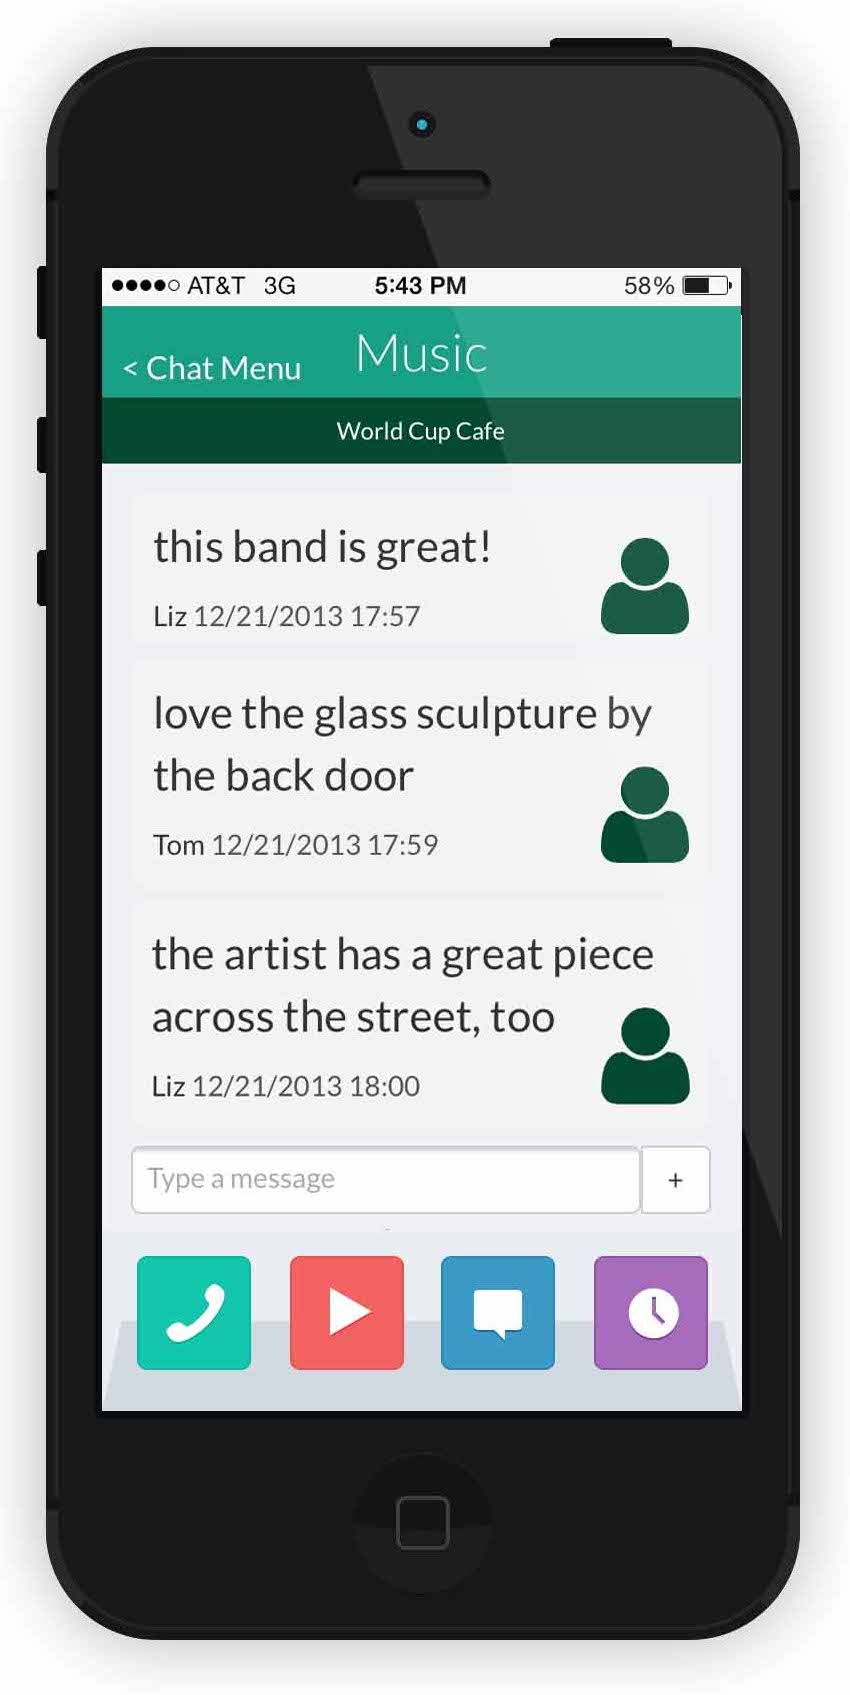 AT&T 3G 5:43 PM 58%
< Chat Menu Music
World Cup Cafe
this band is great!
Liz 12/21/2013 17:57
love the glass sculpture by
the back door
Tom 12/21/2013 17:59
the artist has a great piece
across the street, too
Liz 12/21/2013 18:00
Type a message +